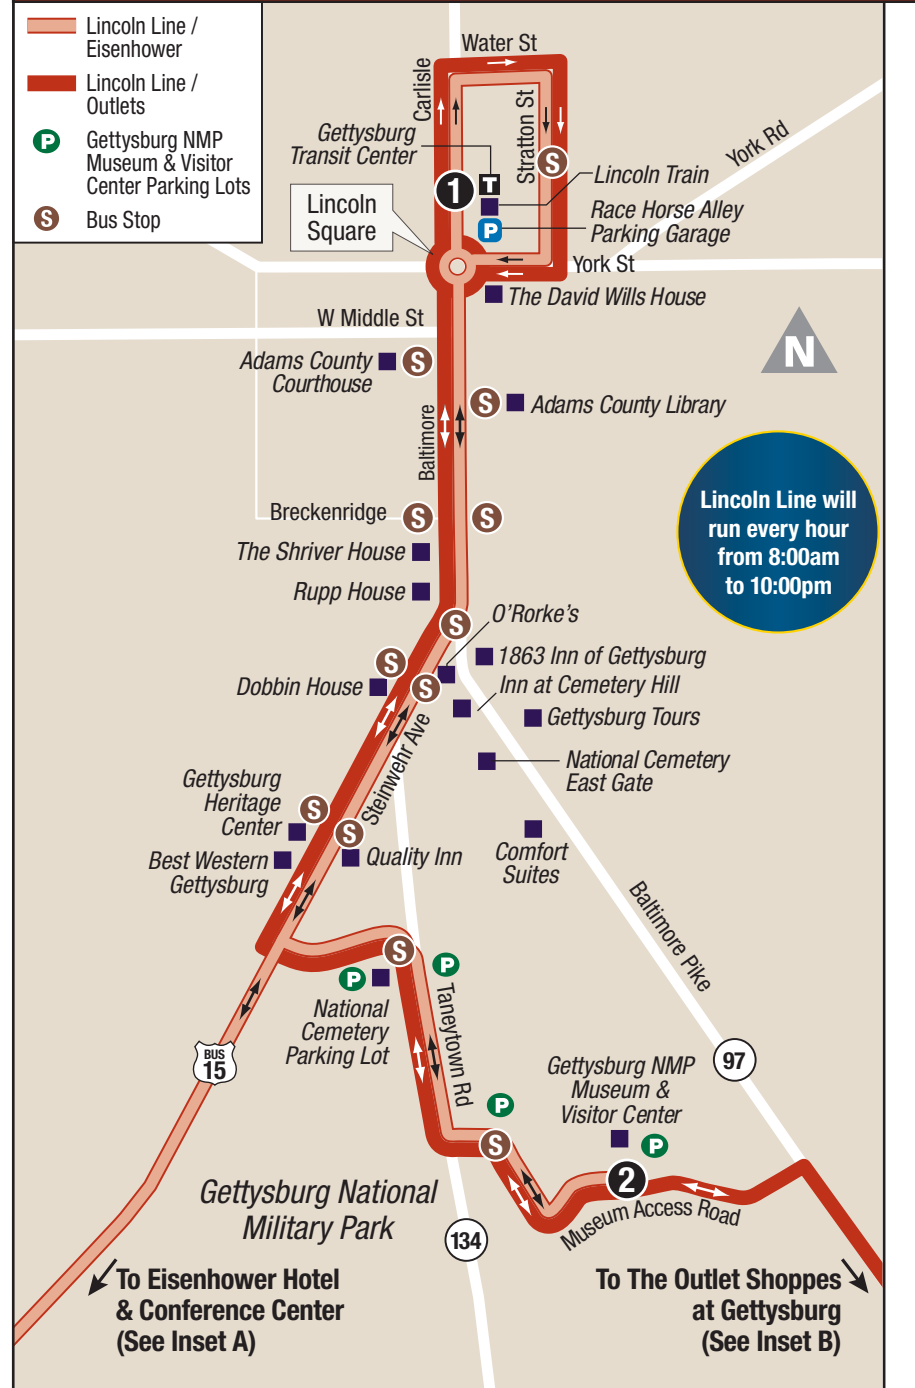 Lincoln Line /
Eisenhower
Lincoln Line /
Outlets
P
Gettysburg NMP
Museum & Visitor
Center Parking Lots
S
Bus Stop
Water St
Carlisle
Stratton St
York Rd
Gettysburg
Transit Center
S
1
T
Lincoln Train
Lincoln
Square
P
Race Horse Alley
Parking Garage
York St
The David Wills House
W Middle St
N
Adams County
Courthouse
S
S
Adams County Library
Baltimore
Lincoln Line will
run every hour
from 8:00am
to 10:00pm
Breckenridge
S
S
The Shriver House
Rupp House
O'Rorke's
S
1863 Inn of Gettysburg
S
Dobbin House
S
Inn at Cemetery Hill
Gettysburg Tours
Steinwehr Ave
National Cemetery
East Gate
Gettysburg
Heritage
Center
S
S
Best Western
Gettysburg
Quality Inn
Comfort
Suites
Baltimore Pike
S
P
P
National
Cemetery
Parking Lot
Taneytown Rd
BUS
15
97
Gettysburg NMP
Museum &
Visitor Center
P
S
P
2
Museum Access Road
Gettysburg National
Military Park
134
To Eisenhower Hotel
& Conference Center
(See Inset A)
To The Outlet Shoppes
at Gettysburg
(See Inset B)